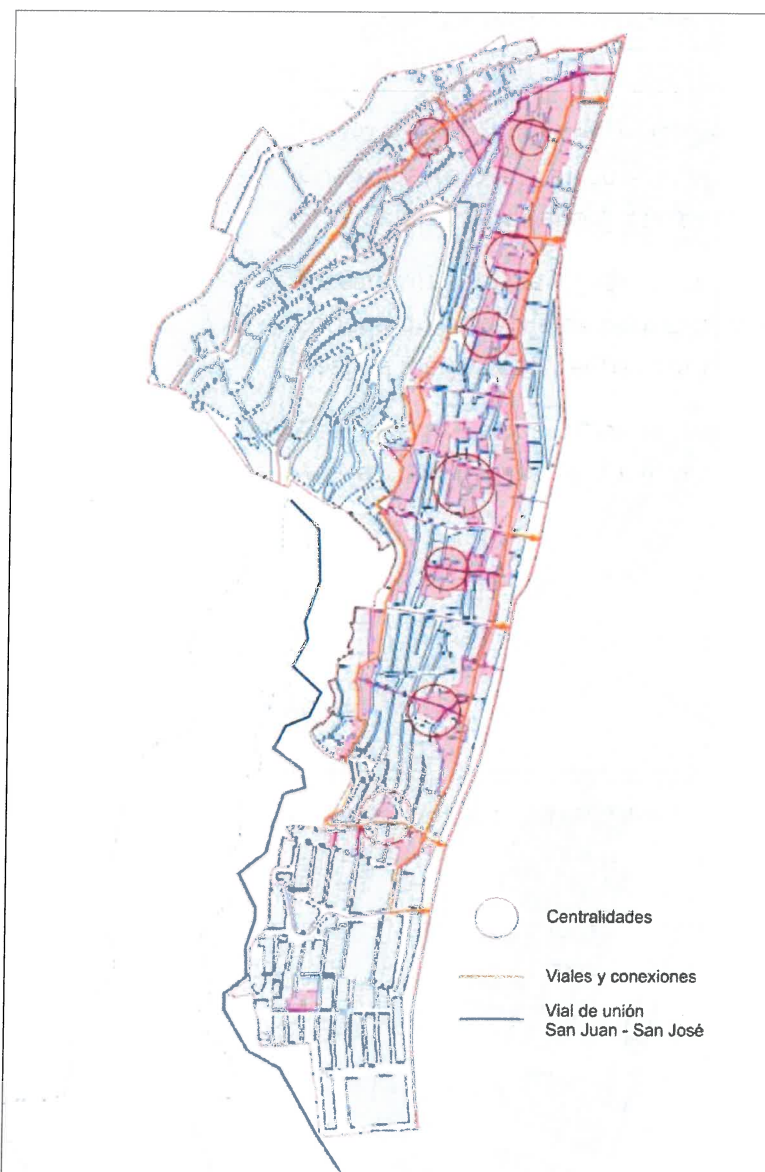 Centralidades
Viales y conexiones
Vial de unión
San Juan - San José